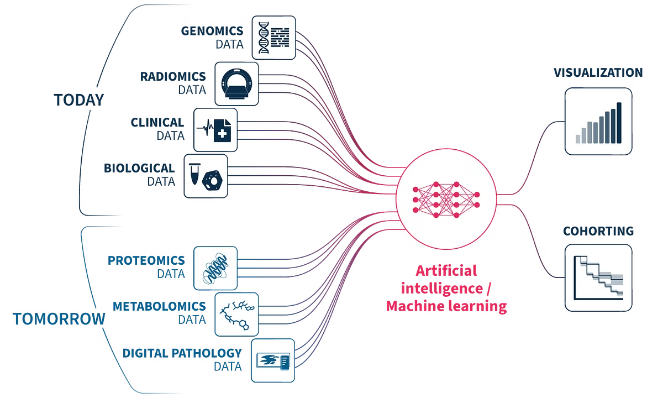 GENOMICS
DATA
RADIOMICS
DATA
TODAY
CLINICAL
DATA
BIOLOGICAL
DATA
VISUALIZATION
PROTEOMICS
DATA
METABOLOMICS
DATA
TOMORROW
DIGITAL PATHOLOGY
DATA
Artificial
intelligence /
Machine learning
COHORTING